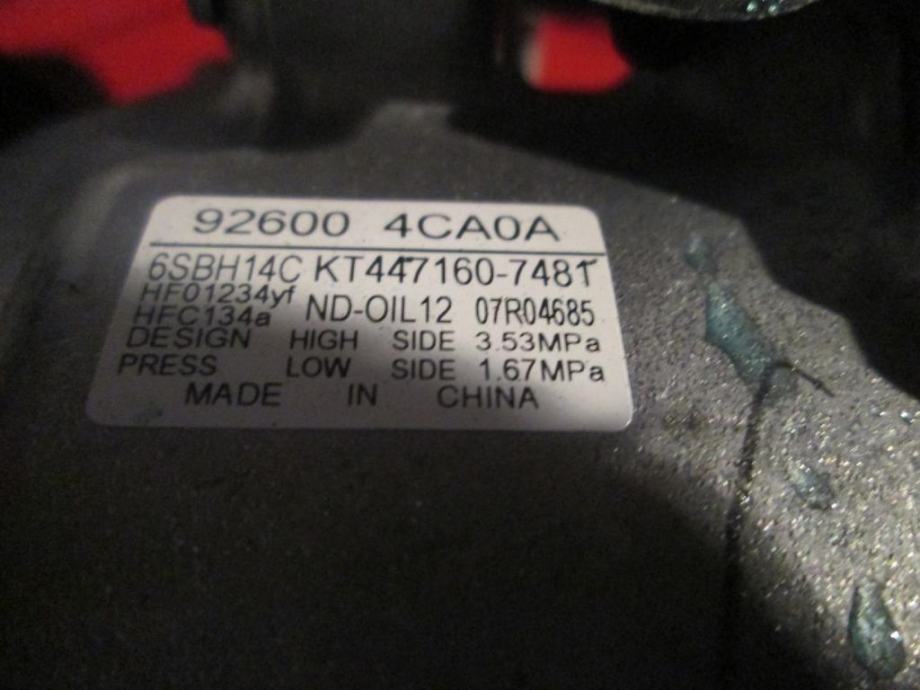 92600 4CA0A
6SBH14C KT447160-7481
HF01234yf
HFC134a ND-OIL12 07R04685
DESIGN HIGH SIDE 3.53MPa
PRESS LOW SIDE 1.67MPa
MADE IN CHINA